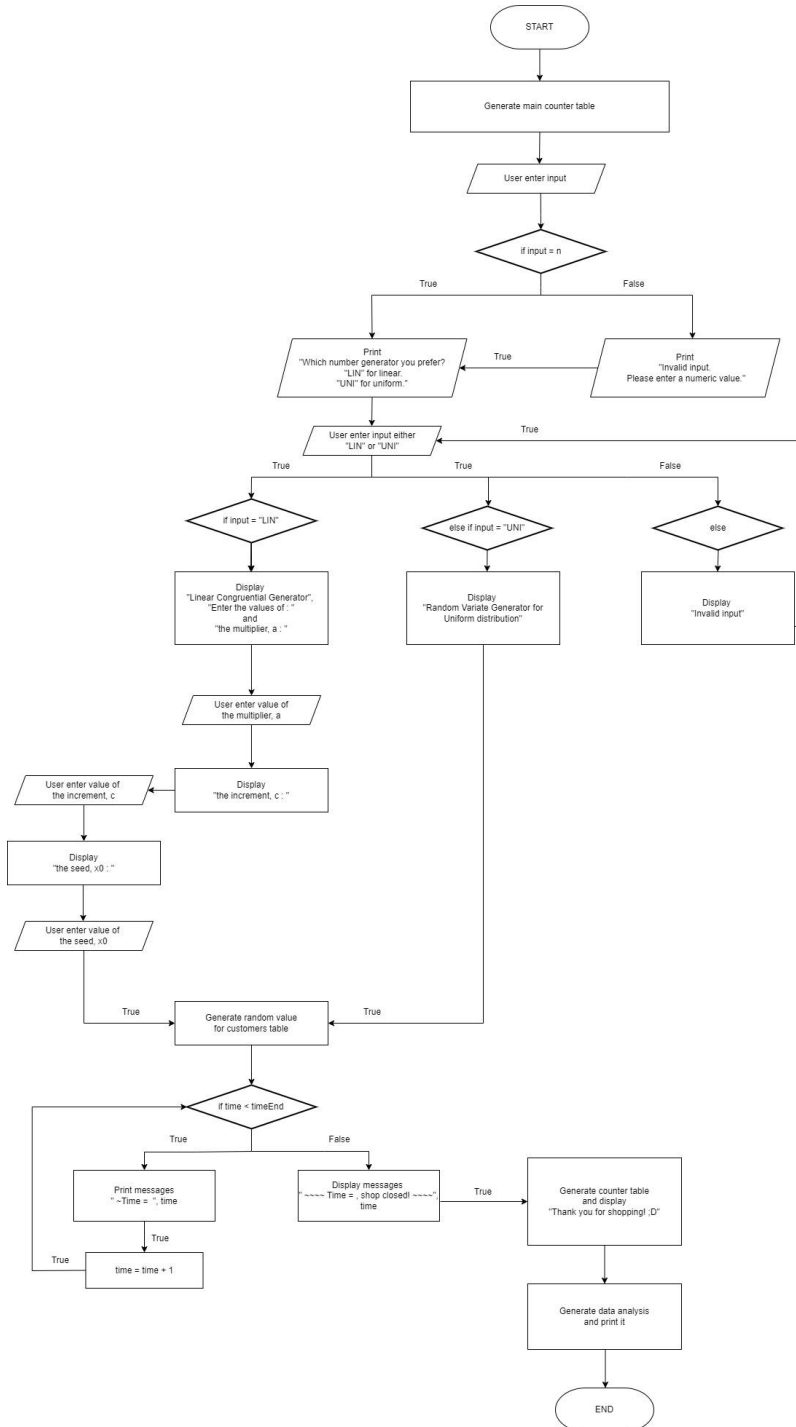 START
Generate main counter table
User enter input
if input = n
True
False
Print
"Which number generator you prefer?
"LIN" for linear.
"UNI" for uniform."
True
Print
"Invalid input.
Please enter a numeric value."
User enter input either
"LIN" or "UNI"
True
True
True
False
if input = "LIN"
else if input = "UNI"
else
Display
"Linear Congruential Generator",
"Enter the values of : "
and
"the multiplier, a : "
Display
"Random Variate Generator for
Uniform distribution"
Display
"Invalid input"
User enter value of
the multiplier, a
Display
"the increment, c : "
User enter value of
the increment, c
Display
"the seed, x0 : "
User enter value of
the seed, x0
True
Generate random value
for customers table
True
if time < timeEnd
True
False
Print messages
" ~Time = ", time
Display messages
" ~~~~ Time = , shop closed! ~~~~",
time
True
Generate counter table
and display
"Thank you for shopping! ;D"
True
True
time = time + 1
Generate data analysis
and print it
END